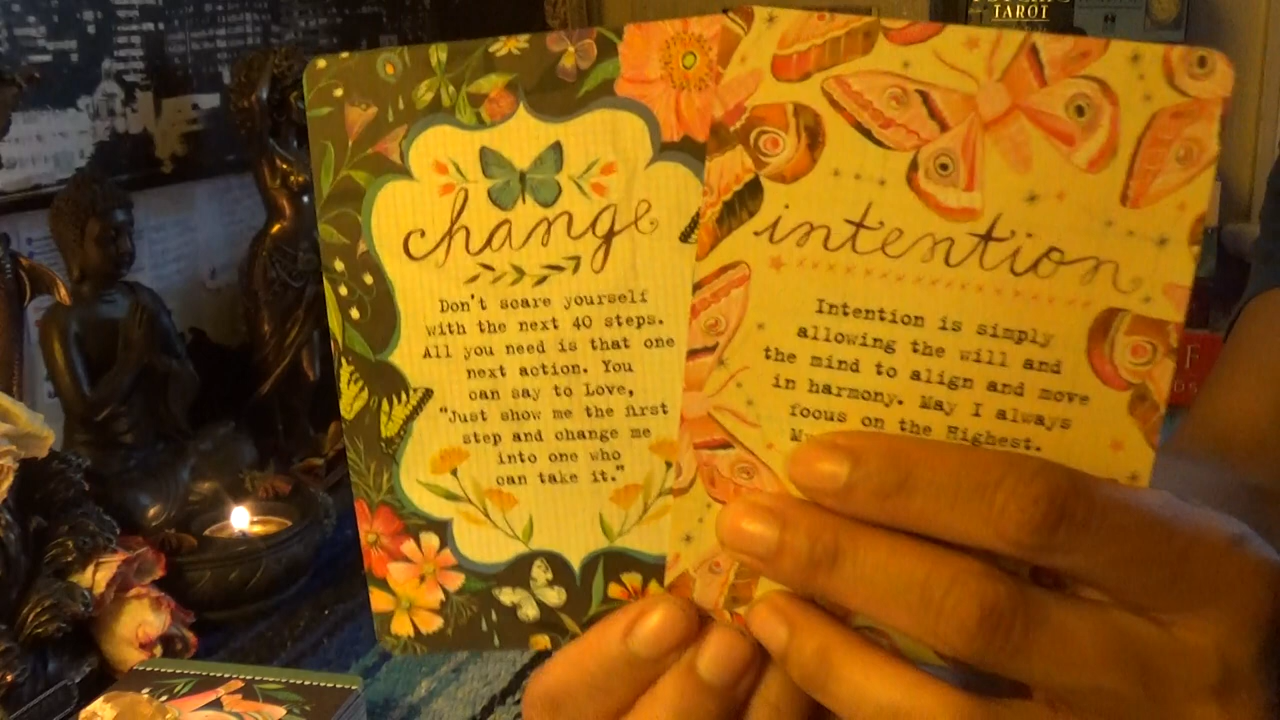 TAROT
change
Don't scare yourself
with the next 40 steps.
All you need is that one
next action. You
can say to Love,
"Just show me the first
step and change me
into one who
can take it."
intention
Intention is simply
allowing the will and
the mind to align and move
in harmony. May I always
focus on the Highest.